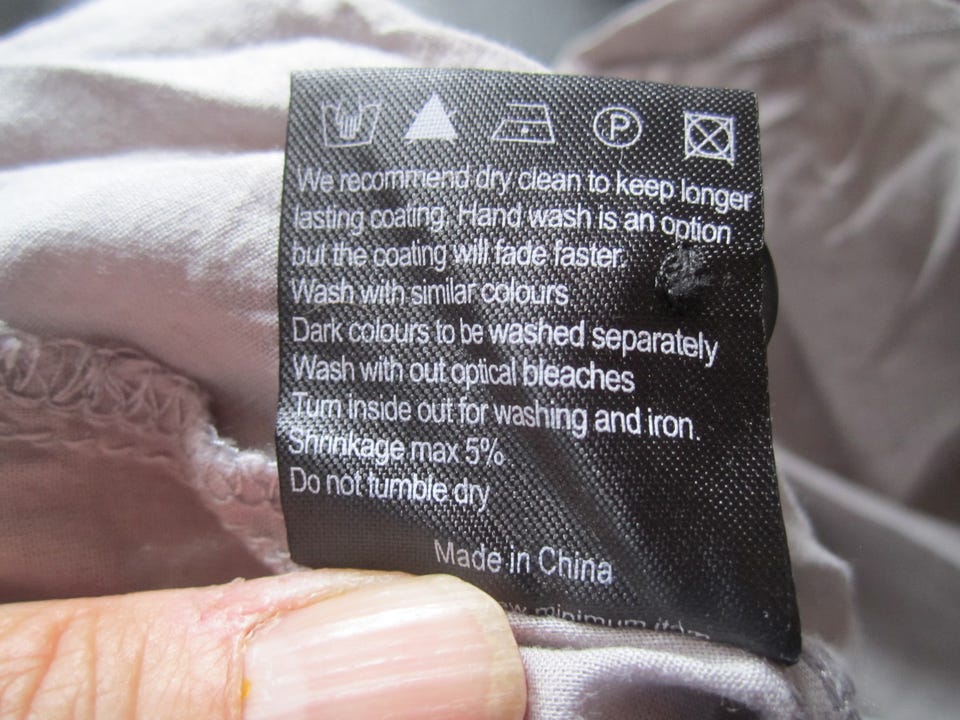 P
We recommend dry clean to keep longer
lasting coating. Hand wash is an option
but the coating will fade faster.
Wash with similar colours
Dark colours to be washed separately
Wash with out optical bleaches
Turn inside out for washing and iron.
Shrinkage max 5%
Do not tumble dry
Made in China
minimum